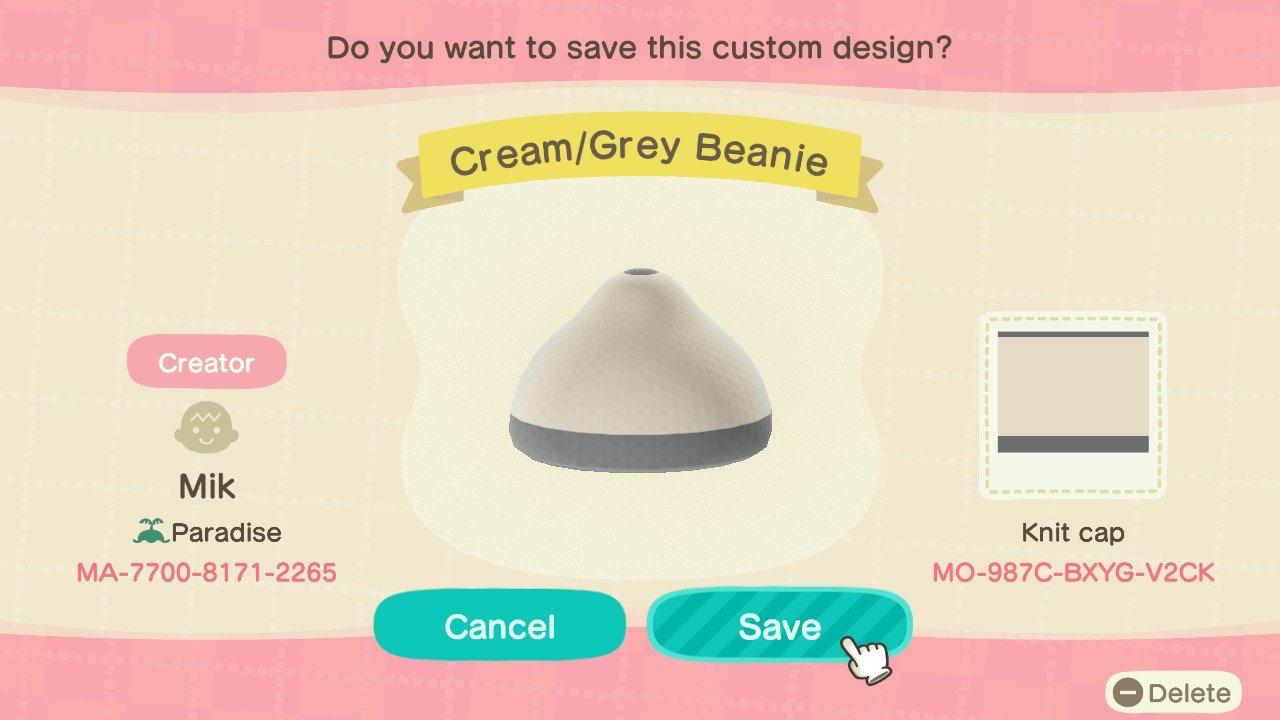 Do you want to save this custom design?
Cream/Grey Beanie
Creator
Mik
Paradise
MA-7700-8171-2265
Knit cap
MO-987C-BXYG-V2CK
Cancel
Save
Delete